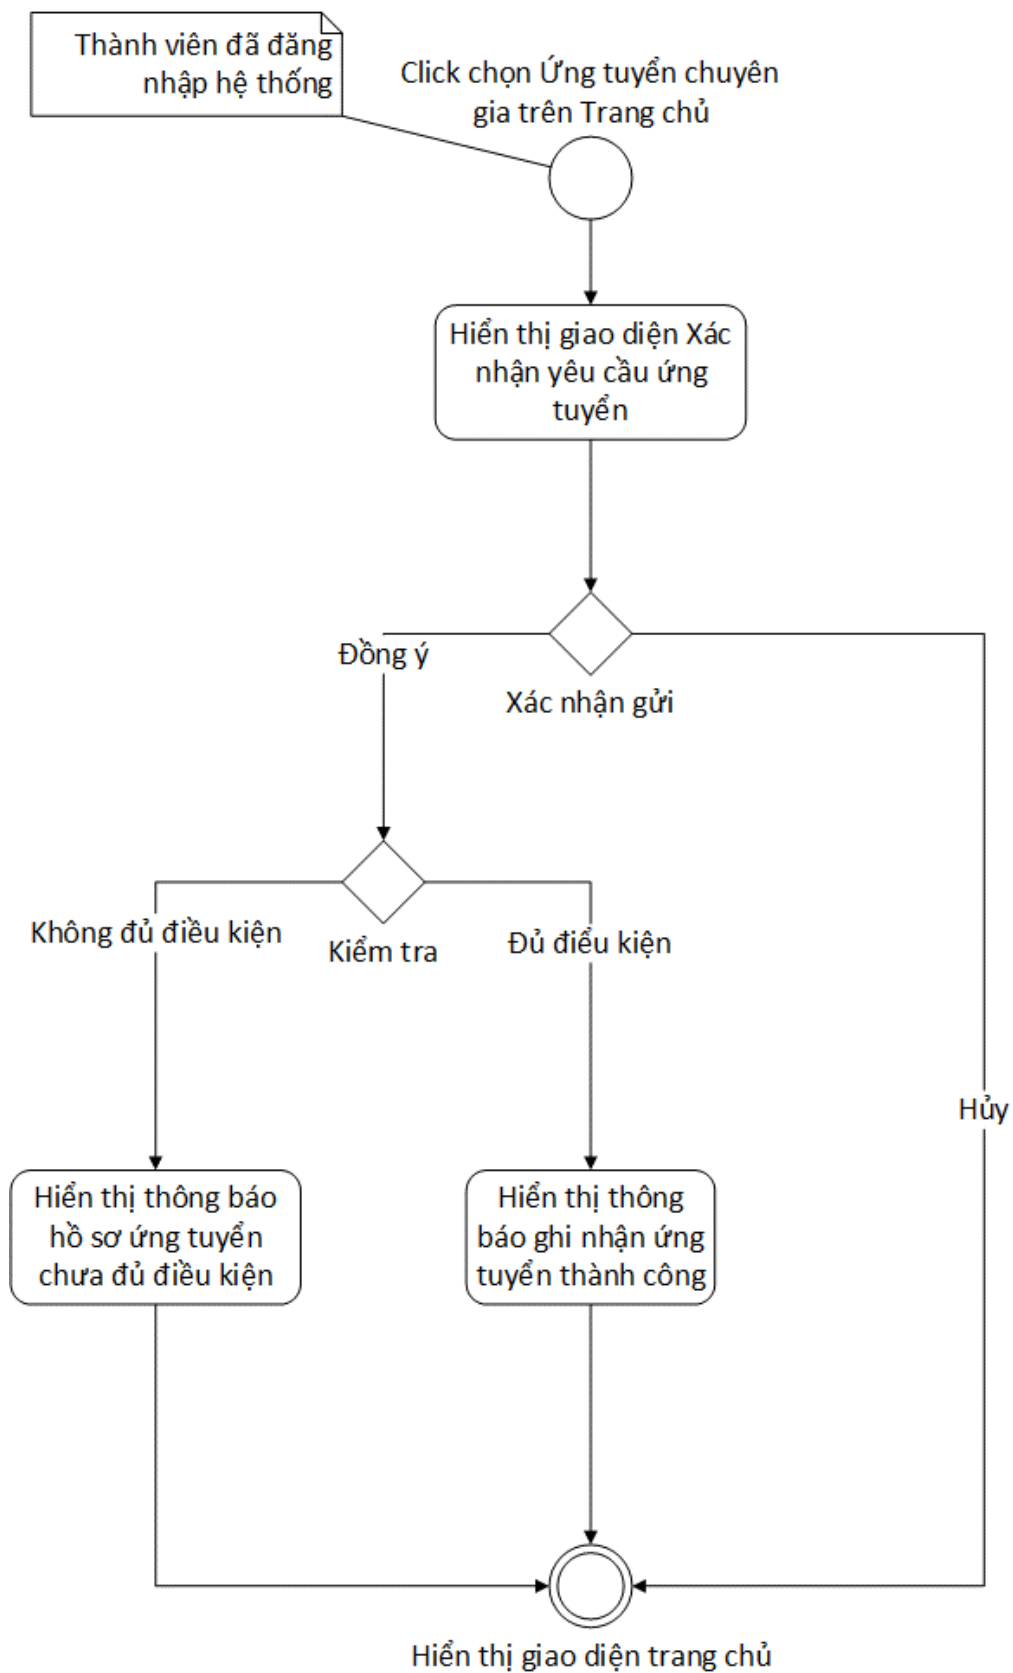 Thành viên đã đăng
nhập hệ thống
Click chọn Ứng tuyển chuyên
gia trên Trang chủ
Hiển thị giao diện Xác
nhận yêu cầu ứng
tuyển
Đồng ý
Xác nhận gửi
Không đủ điều kiện
Kiểm tra
Đủ điểu kiện
Hủy
Hiển thị thông báo
hồ sơ ứng tuyển
chưa đủ điều kiện
Hiển thị thông
báo ghi nhận ứng
tuyển thành công
Hiển thị giao diện trang chủ